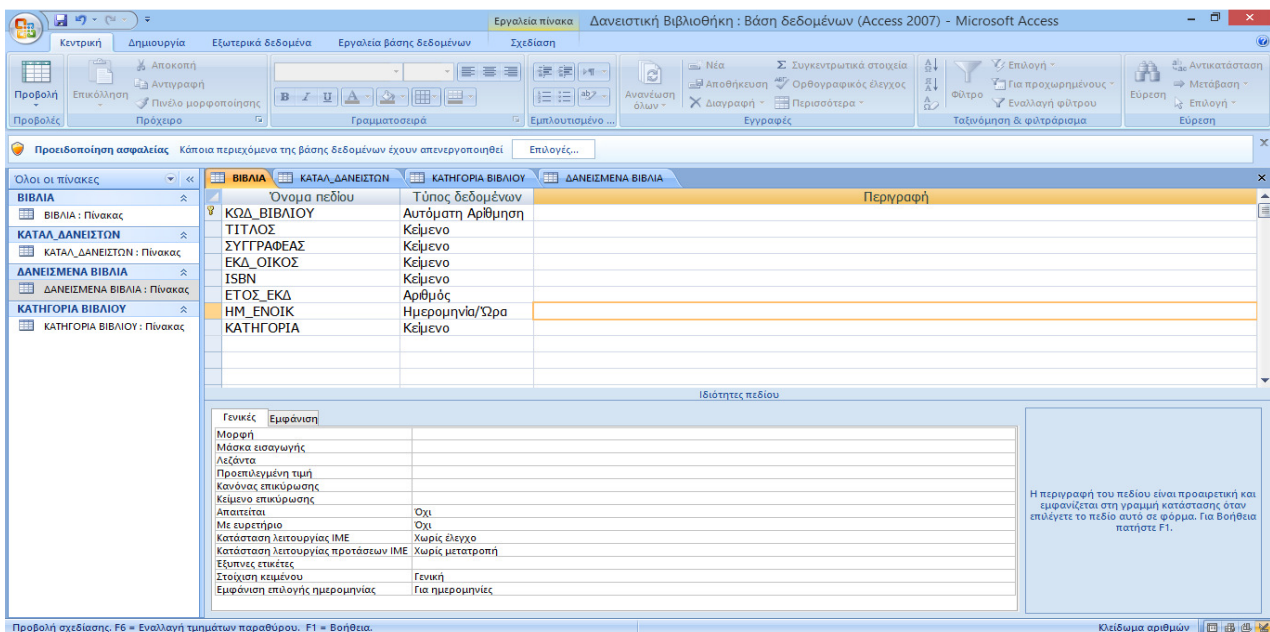 Εργαλεία πίνακα Δανειστική Βιβλιοθήκη : Βάση δεδομένων (Access 2007) - Microsoft Access
Κεντρική Δημιουργία Εξωτερικά δεδομένα Εργαλεία βάσης δεδομένων Σχεδίαση
Προβολή
Επικόλληση
Αποκοπή
Αντιγραφή
Πινέλο μορφοποίησης
B I U A
Ανανέωση όλων
Νέα
Αποθήκευση
Διαγραφή
Συγκεντρωτικά στοιχεία
Ορθογραφικός έλεγχος
Περισσότερα
Φίλτρο
Επιλογή
Για προχωρημένους
Εναλλαγή φίλτρου
Εύρεση
Αντικατάσταση
Μετάβαση
Επιλογή
Προβολές Πρόχειρο Γραμματοσειρά Εμπλουτισμένο ... Εγγραφές Ταξινόμηση & φιλτράρισμα Εύρεση
Προειδοποίηση ασφαλείας Κάποια περιεχόμενα της βάσης δεδομένων έχουν απενεργοποιηθεί Επιλογές...
Όλοι οι πίνακες
ΒΙΒΛΙΑ
ΒΙΒΛΙΑ : Πίνακας
ΚΑΤΑΛ_ΔΑΝΕΙΣΤΩΝ
ΚΑΤΑΛ_ΔΑΝΕΙΣΤΩΝ : Πίνακας
ΔΑΝΕΙΣΜΕΝΑ ΒΙΒΛΙΑ
ΔΑΝΕΙΣΜΕΝΑ ΒΙΒΛΙΑ : Πίνακας
ΚΑΤΗΓΟΡΙΑ ΒΙΒΛΙΟΥ
ΚΑΤΗΓΟΡΙΑ ΒΙΒΛΙΟΥ : Πίνακας
ΒΙΒΛΙΑ ΚΑΤΑΛ_ΔΑΝΕΙΣΤΩΝ ΚΑΤΗΓΟΡΙΑ ΒΙΒΛΙΟΥ ΔΑΝΕΙΣΜΕΝΑ ΒΙΒΛΙΑ
Όνομα πεδίου Τύπος δεδομένων Περιγραφή
ΚΩΔ_ΒΙΒΛΙΟΥ Αυτόματη Αρίθμηση
ΤΙΤΛΟΣ Κείμενο
ΣΥΓΓΡΑΦΕΑΣ Κείμενο
ΕΚΔ_ΟΙΚΟΣ Κείμενο
ISBN Κείμενο
ΕΤΟΣ_ΕΚΔ Αριθμός
ΗΜ_ΕΝΟΙΚ Ημερομηνία/Ώρα
ΚΑΤΗΓΟΡΙΑ Κείμενο
Ιδιότητες πεδίου
Γενικές Εμφάνιση
Μορφή
Μάσκα εισαγωγής
Λεζάντα
Προεπιλεγμένη τιμή
Κανόνας επικύρωσης
Κείμενο επικύρωσης
Απαιτείται Όχι
Με ευρετήριο Όχι
Κατάσταση λειτουργίας IME Χωρίς έλεγχο
Κατάσταση λειτουργίας προτάσεων IME Χωρίς μετατροπή
Έξυπνες ετικέτες
Στοίχιση κειμένου Γενική
Εμφάνιση επιλογής ημερομηνίας Για ημερομηνίες
Η περιγραφή του πεδίου είναι προαιρετική και
εμφανίζεται στη γραμμή κατάστασης όταν
επιλέγετε το πεδίο αυτό σε φόρμα. Για Βοήθεια
πατήστε F1.
Προβολή σχεδίασης. F6 = Εναλλαγή τμημάτων παραθύρου. F1 = Βοήθεια. Κλείδωμα αριθμών